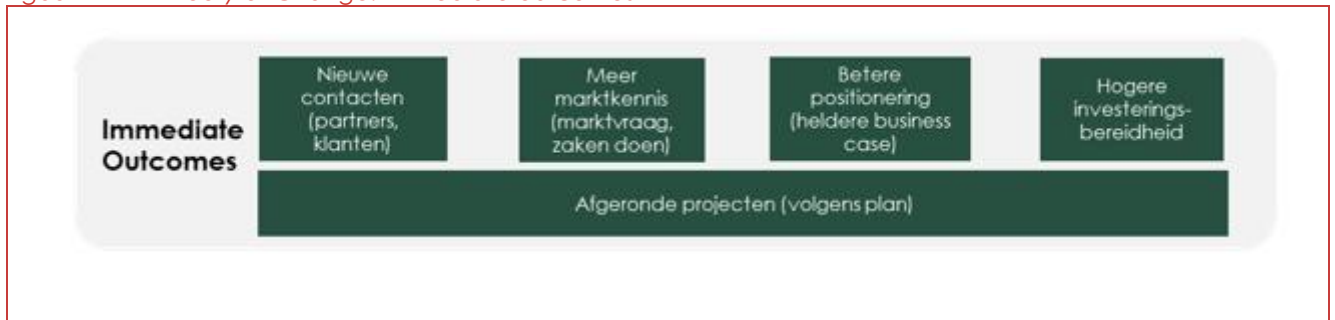 Nieuwe
contacten
(partners,
klanten)
Meer
marktkennis
(marktvraag,
zaken doen)
Betere
positionering
(heldere business
case)
Hogere
investerings-
bereidheid
Immediate
Outcomes
Afgeronde projecten (volgens plan)